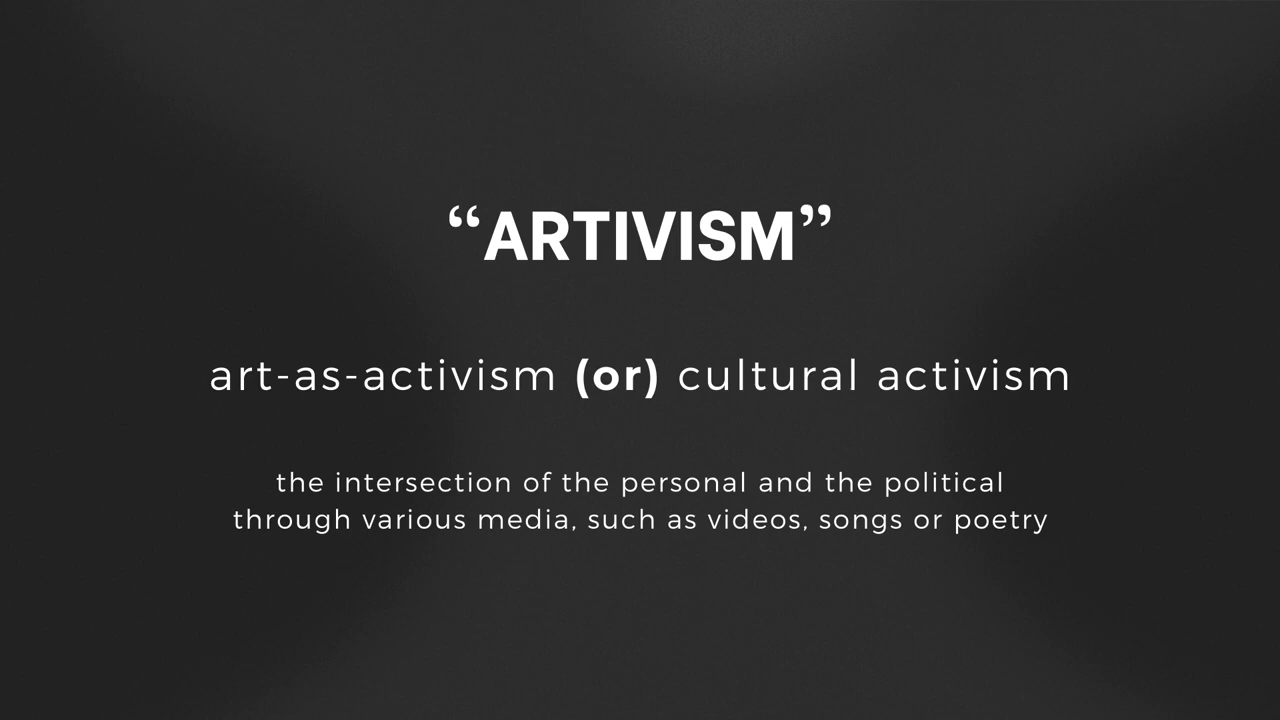 “ARTIVISM”
art-as-activism (or) cultural activism
the intersection of the personal and the political
through various media, such as videos, songs or poetry